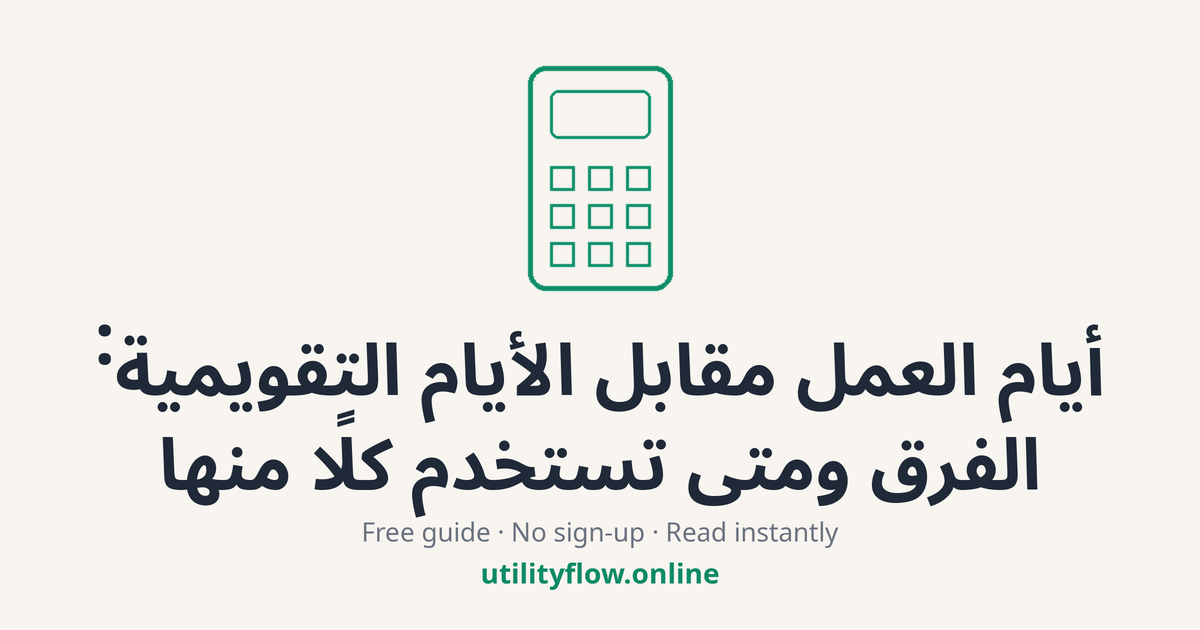 أيام العمل مقابل الأيام التقويمية:
الفرق ومتى تستخدم كلًا منها
Free guide · No sign-up · Read instantly
utilityflow.online